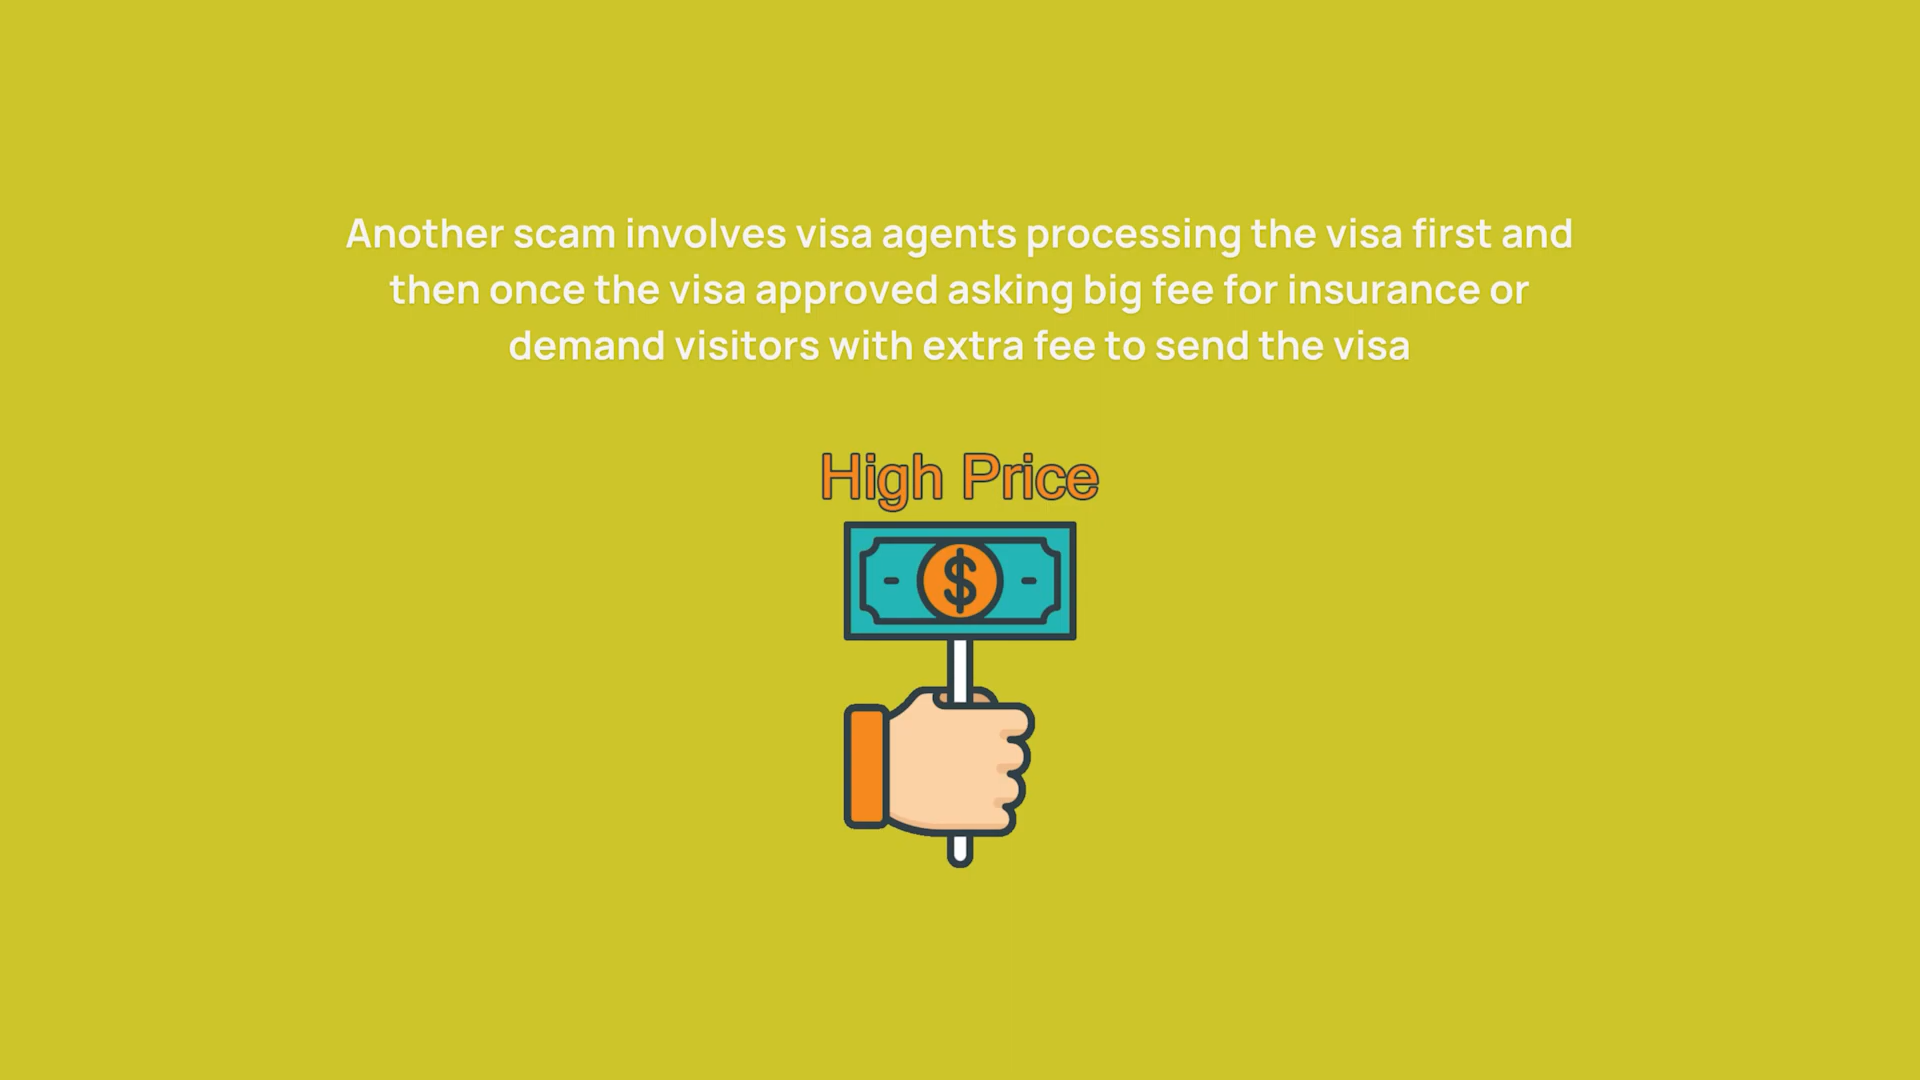 Another scam involves visa agents processing the visa first and
then once the visa approved asking big fee for insurance or
demand visitors with extra fee to send the visa
High Price
$